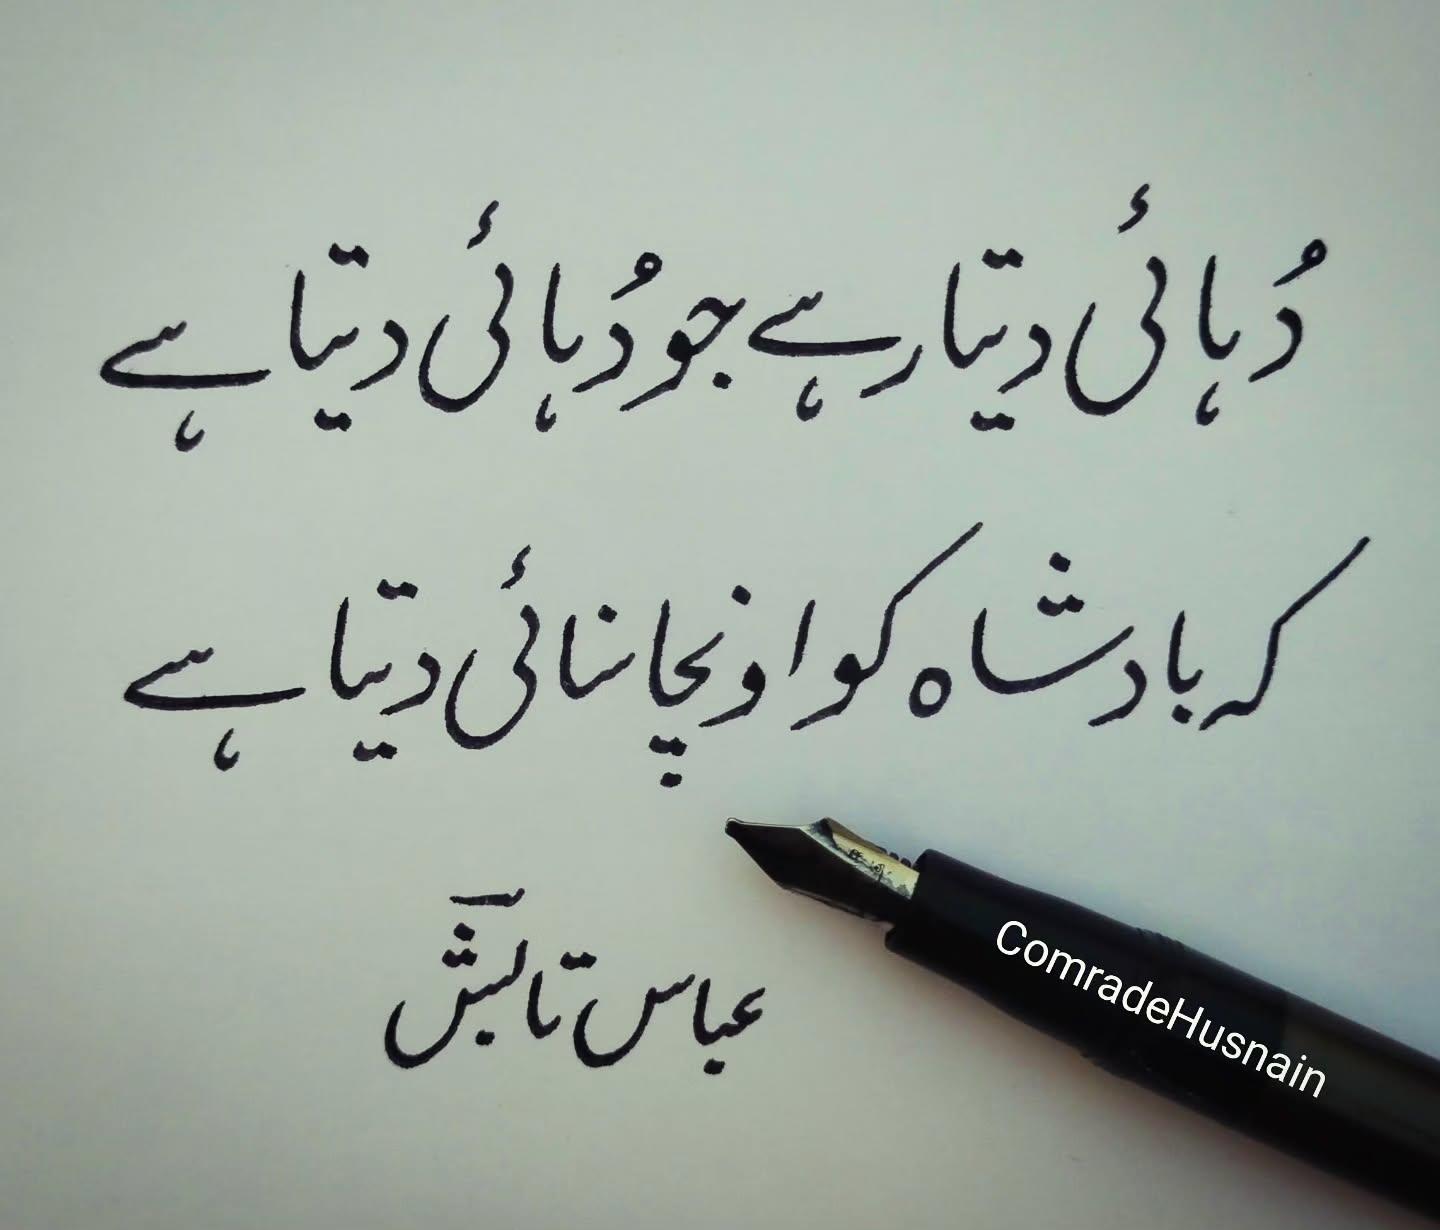 دُہائی دیتا رہے جو دُہائی دیتا ہے
کہ بادشاہ کو اونچا سنائی دیتا ہے
عباس تابشؔ
ComradeHusnain